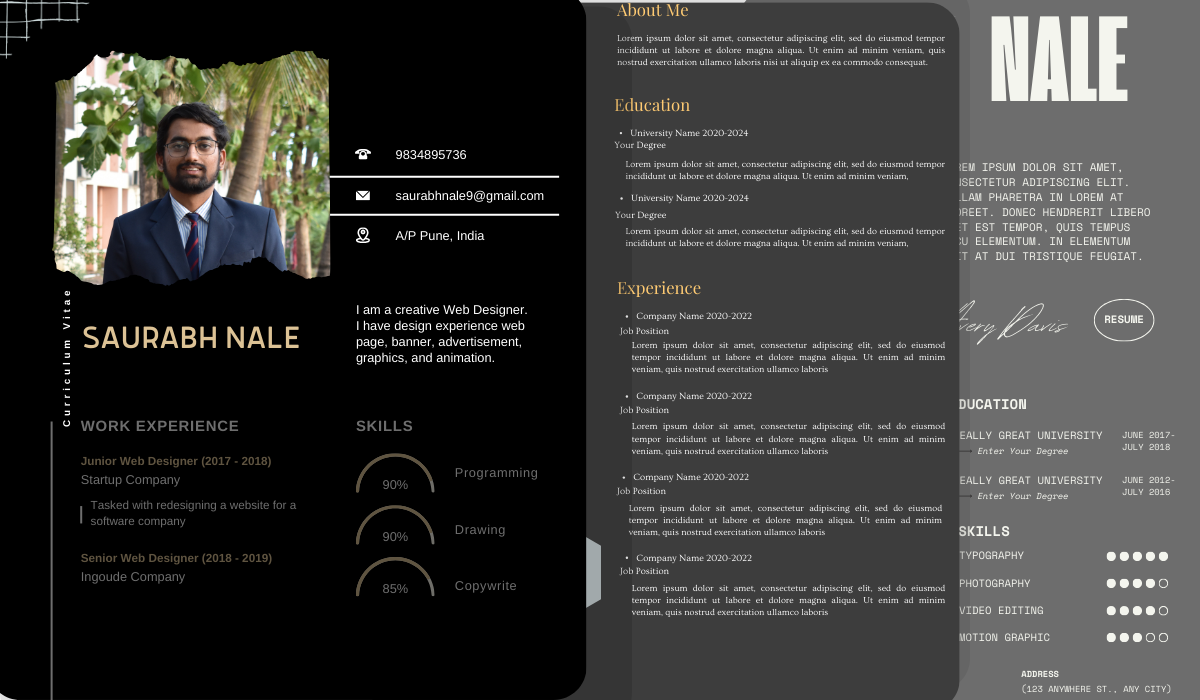 Curriculum Vitae
9834895736
saurabhnale9@gmail.com
A/P Pune, India
SAURABH NALE
I am a creative Web Designer.
I have design experience web
page, banner, advertisement,
graphics, and animation.
WORK EXPERIENCE
Junior Web Designer (2017 - 2018)
Startup Company
Tasked with redesigning a website for a
software company
Senior Web Designer (2018 - 2019)
Ingoude Company
SKILLS
90%
Programming
90%
Drawing
85%
Copywrite
About Me
Lorem ipsum dolor sit amet, consectetur adipiscing elit, sed do eiusmod tempor
incididunt ut labore et dolore magna aliqua. Ut enim ad minim veniam, quis
nostrud exercitation ullamco laboris nisi ut aliquip ex ea commodo consequat.
Education
• University Name 2020-2024
Your Degree
Lorem ipsum dolor sit amet, consectetur adipiscing elit, sed do eiusmod tempor
incididunt ut labore et dolore magna aliqua. Ut enim ad minim veniam,
• University Name 2020-2024
Your Degree
Lorem ipsum dolor sit amet, consectetur adipiscing elit, sed do eiusmod tempor
incididunt ut labore et dolore magna aliqua. Ut enim ad minim veniam,
Experience
• Company Name 2020-2022
Job Position
Lorem ipsum dolor sit amet, consectetur adipiscing elit, sed do eiusmod
tempor incididunt ut labore et dolore magna aliqua. Ut enim ad minim
veniam, quis nostrud exercitation ullamco laboris
• Company Name 2020-2022
Job Position
Lorem ipsum dolor sit amet, consectetur adipiscing elit, sed do eiusmod
tempor incididunt ut labore et dolore magna aliqua. Ut enim ad minim
veniam, quis nostrud exercitation ullamco laboris
• Company Name 2020-2022
Job Position
Lorem ipsum dolor sit amet, consectetur adipiscing elit, sed do eiusmod
tempor incididunt ut labore et dolore magna aliqua. Ut enim ad minim
veniam, quis nostrud exercitation ullamco laboris
• Company Name 2020-2022
Job Position
Lorem ipsum dolor sit amet, consectetur adipiscing elit, sed do eiusmod
tempor incididunt ut labore et dolore magna aliqua. Ut enim ad minim
veniam, quis nostrud exercitation ullamco laboris
NALE
EM IPSUM DOLOR SIT AMET,
SECTETUR ADIPISCING ELIT.
LAM PHARETRA IN LOREM AT
OREET. DONEC HENDRERIT LIBERO
ET EST TEMPOR, QUIS TEMPUS
CU ELEMENTUM. IN ELEMENTUM
ET AT DUI TRISTIQUE FEUGIAT.
very Davis
RESUME
DUCATION
EALLY GREAT UNIVERSITY
JUNE 2017-
JULY 2018
Enter Your Degree
EALLY GREAT UNIVERSITY
JUNE 2012-
JULY 2016
Enter Your Degree
SKILLS
TYPOGRAPHY
PHOTOGRAPHY
VIDEO EDITING
MOTION GRAPHIC
ADDRESS
(123 ANYWHERE ST., ANY CITY)